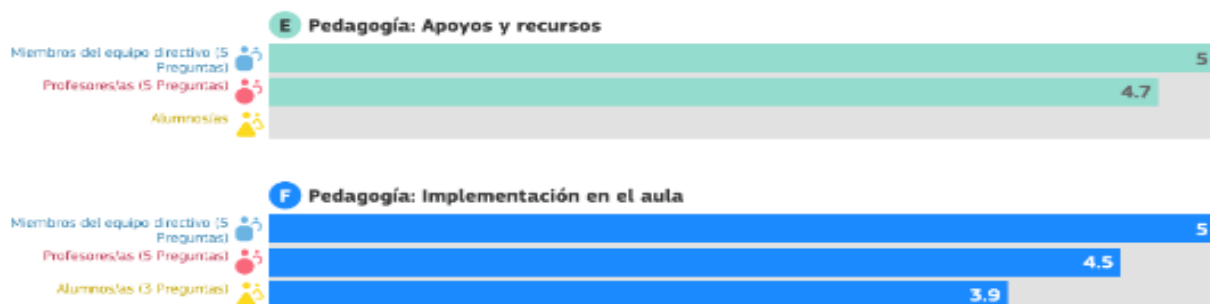 E Pedagogía: Apoyos y recursos
Miembros del equipo directivo (5
Preguntas)
5
Profesores/as (5 Preguntas)
4.7
Alumnos/as
F Pedagogía: Implementación en el aula
Miembros del equipo directivo (5
Preguntas)
5
Profesores/as (5 Preguntas)
4.5
Alumnos/as (3 Preguntas)
3.9